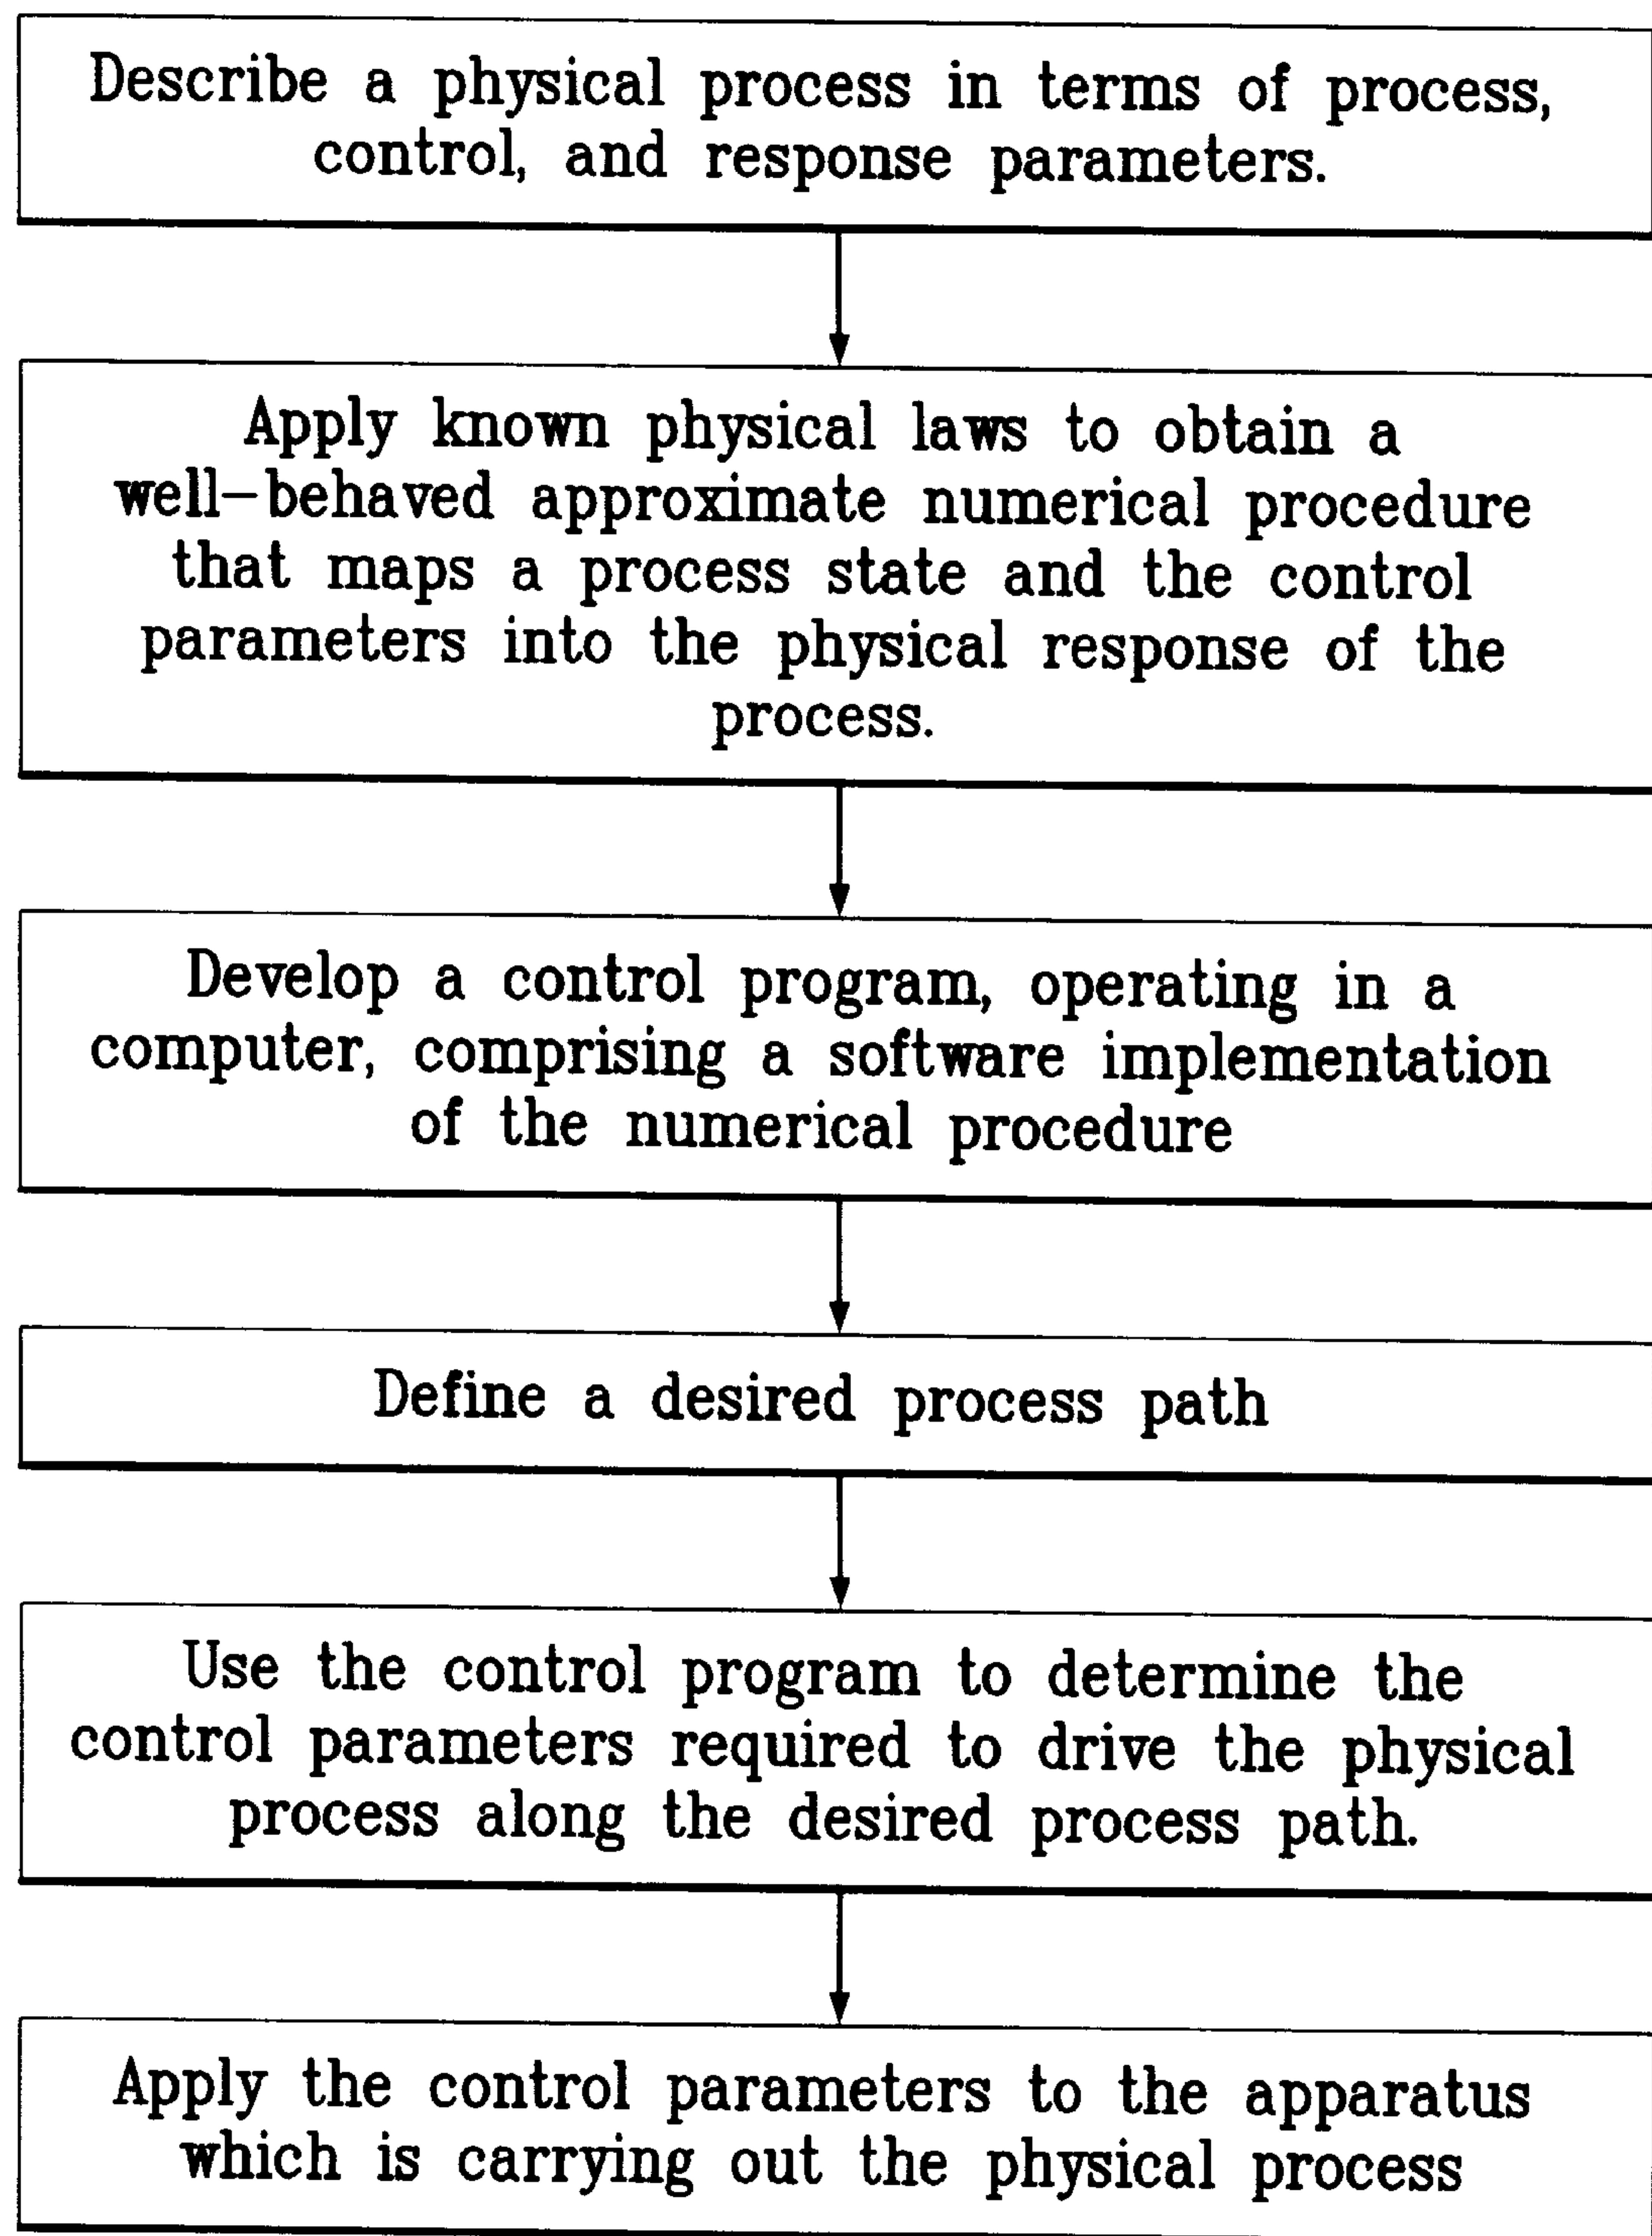 Describe a physical process in terms of process,
control, and response parameters.
Apply known physical laws to obtain a
well-behaved approximate numerical procedure
that maps a process state and the control
parameters into the physical response of the
process.
Develop a control program, operating in a
computer, comprising a software implementation
of the numerical procedure
Define a desired process path
Use the control program to determine the
control parameters required to drive the physical
process along the desired process path.
Apply the control parameters to the apparatus
which is carrying out the physical process